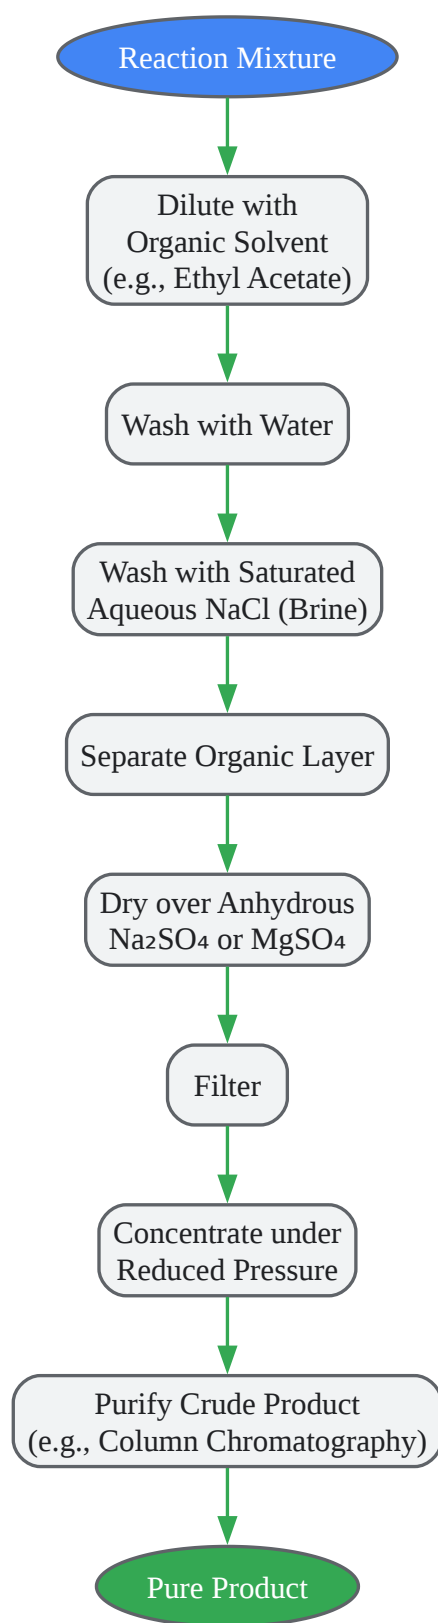 Reaction Mixture
Dilute with
Organic Solvent
(e.g., Ethyl Acetate)
Wash with Water
Wash with Saturated
Aqueous NaCl (Brine)
Separate Organic Layer
Dry over Anhydrous
Na₂SO₄ or MgSO₄
Filter
Concentrate under
Reduced Pressure
Purify Crude Product
(e.g., Column Chromatography)
Pure Product